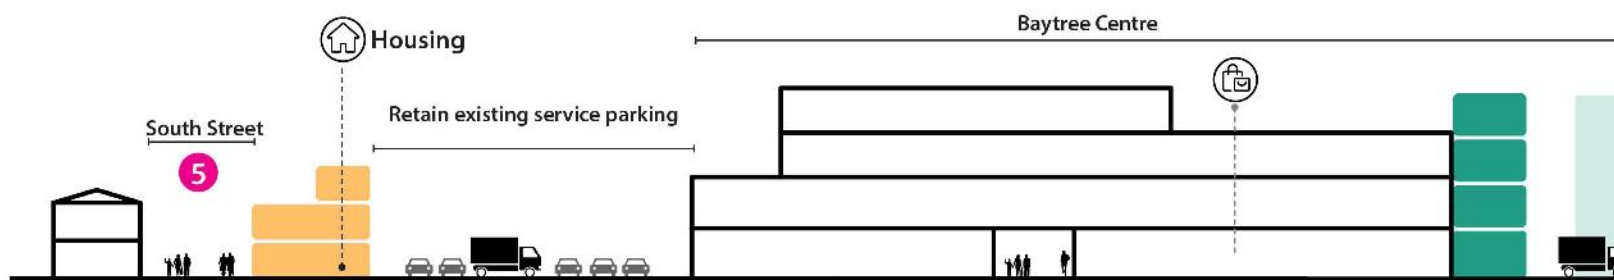 Baytree Centre
Housing
Retain existing service parking
South Street
5